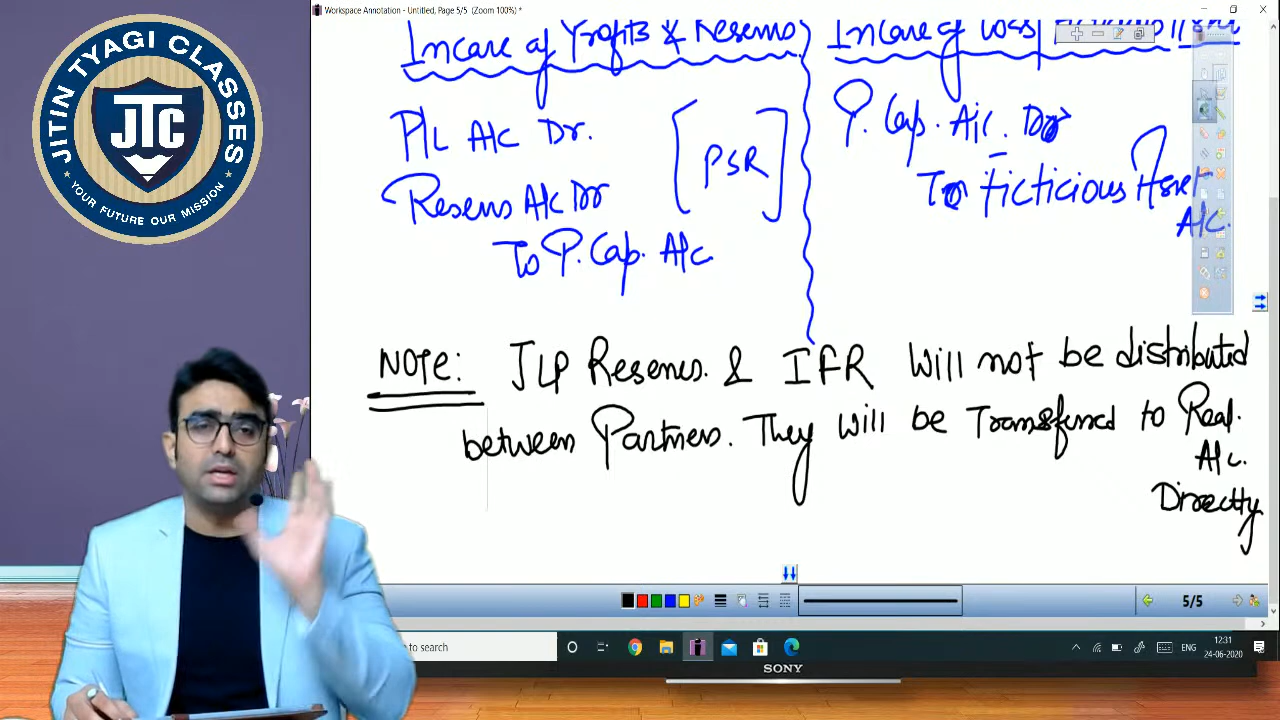 Workspace Annotation - Untitled, Page 5/5 (Zoom 100%) *
JITIN TYAGI CLASSES
JTC
YOUR FUTURE OUR MISSION
Incase of Profits & Reserves
P/L A/c Dr.
Reserves A/c Dr
To P. Cap. A/c
[PSR]
Incase of Loss
P. Cap. A/c. Dr
To Ficticious Asset
A/c.
NOTE: JLP Reserves. & IFR will not be distributed
between Partners. They will be Transferred to Real.
A/c.
Directly
5/5
to search
ENG
12:31
24-06-2020
SONY